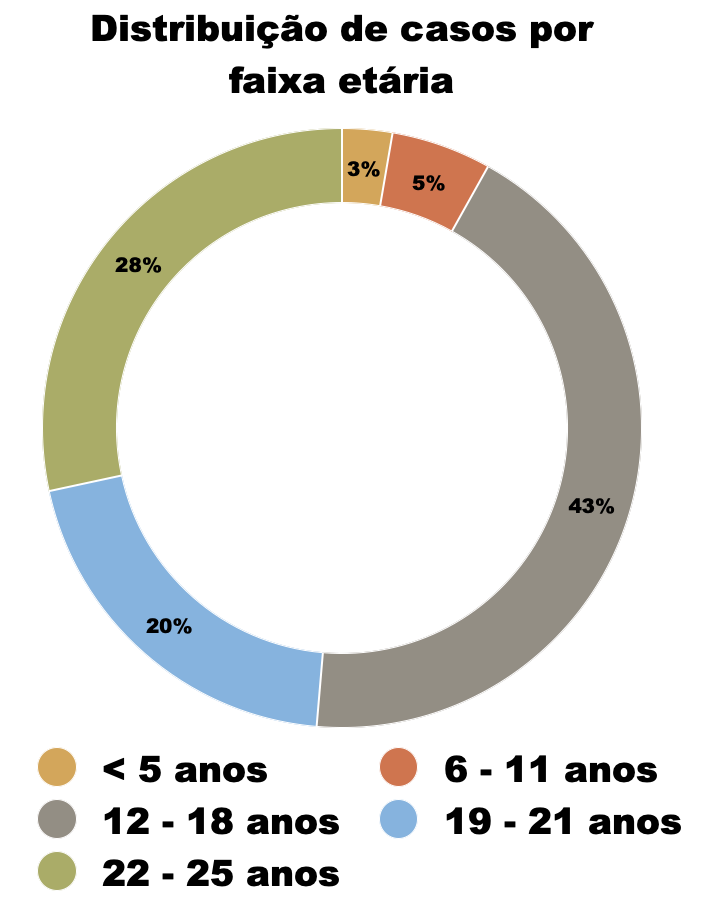 Distribuição de casos por
faixa etária
3%
5%
28%
43%
20%
< 5 anos
6 - 11 anos
12 - 18 anos
19 - 21 anos
22 - 25 anos